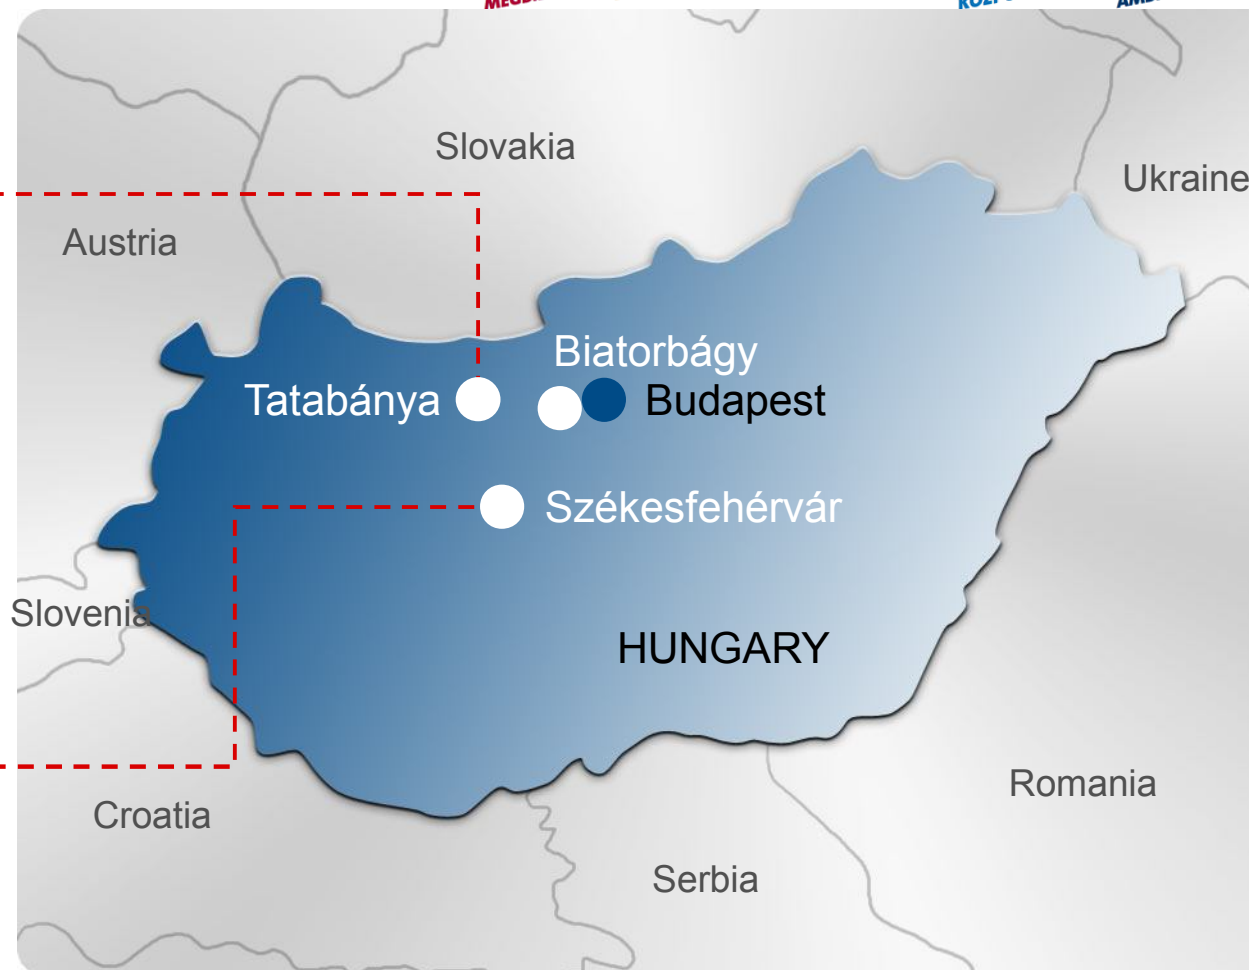 Slovakia
Ukraine
Austria
Biatorbágy
Tatabánya
Budapest
Székesfehérvár
Slovenia
HUNGARY
Romania
Croatia
Serbia